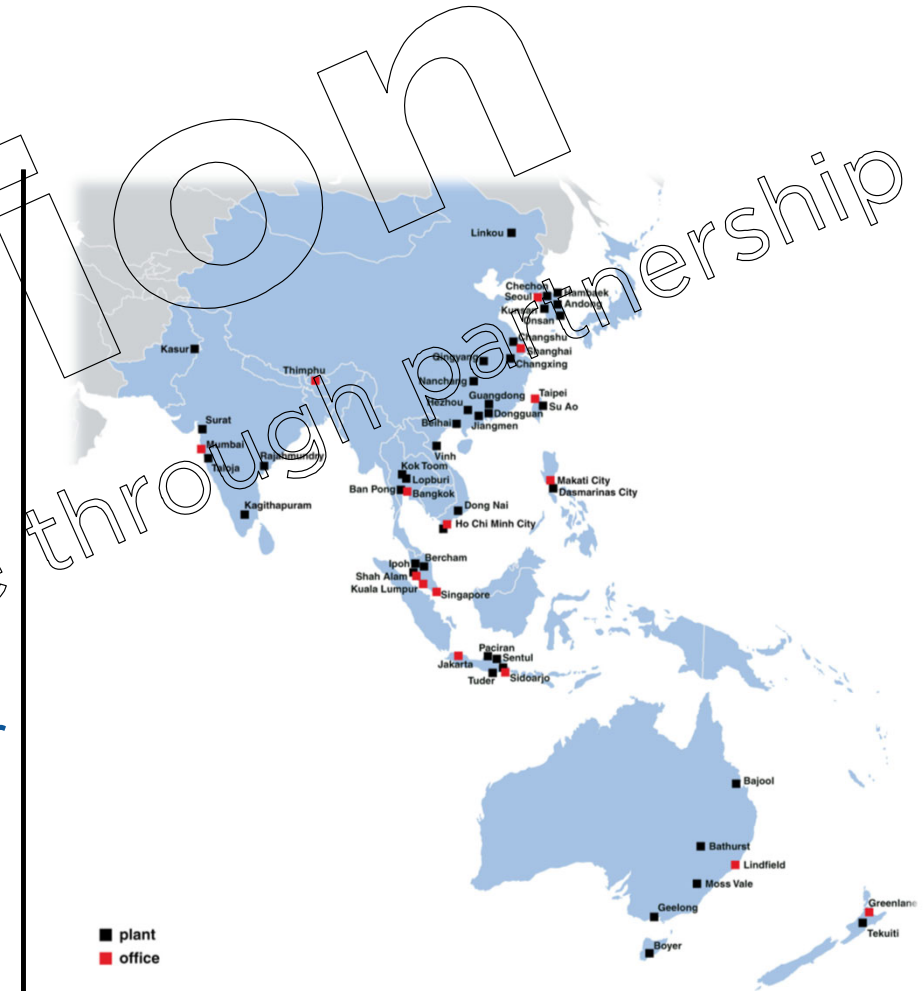 ion
through partnership
Linkou
Chechon
Seoul
Hambaek
Andong
Kunsan
Onsan
Changshu
Shanghai
Changxing
Qingyang
Kasur
Thimphu
Nanchang
Guangdong
Taipei
Su Ao
Hezhou
Dongguan
Beihai
Jiangmen
Surat
Mumbai
Taloja
Rajahmundry
Vinh
Kok Toom
Lopburi
Ban Pong
Bangkok
Makati City
Dasmarinas City
Kagithapuram
Dong Nai
Ho Chi Minh City
Ipoh
Bercham
Shah Alam
Kuala Lumpur
Singapore
Paciran
Sentul
Jakarta
Tuder
Sidoarjo
Bajool
Bathurst
Lindfield
Moss Vale
Geelong
Greenlane
Tekuiti
Boyer
plant
office